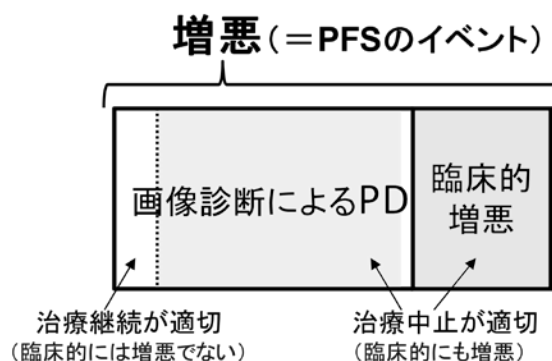 増悪(＝PFSのイベント)
画像診断によるPD
臨床的
増悪
治療継続が適切
(臨床的には増悪でない)
治療中止が適切
(臨床的にも増悪)